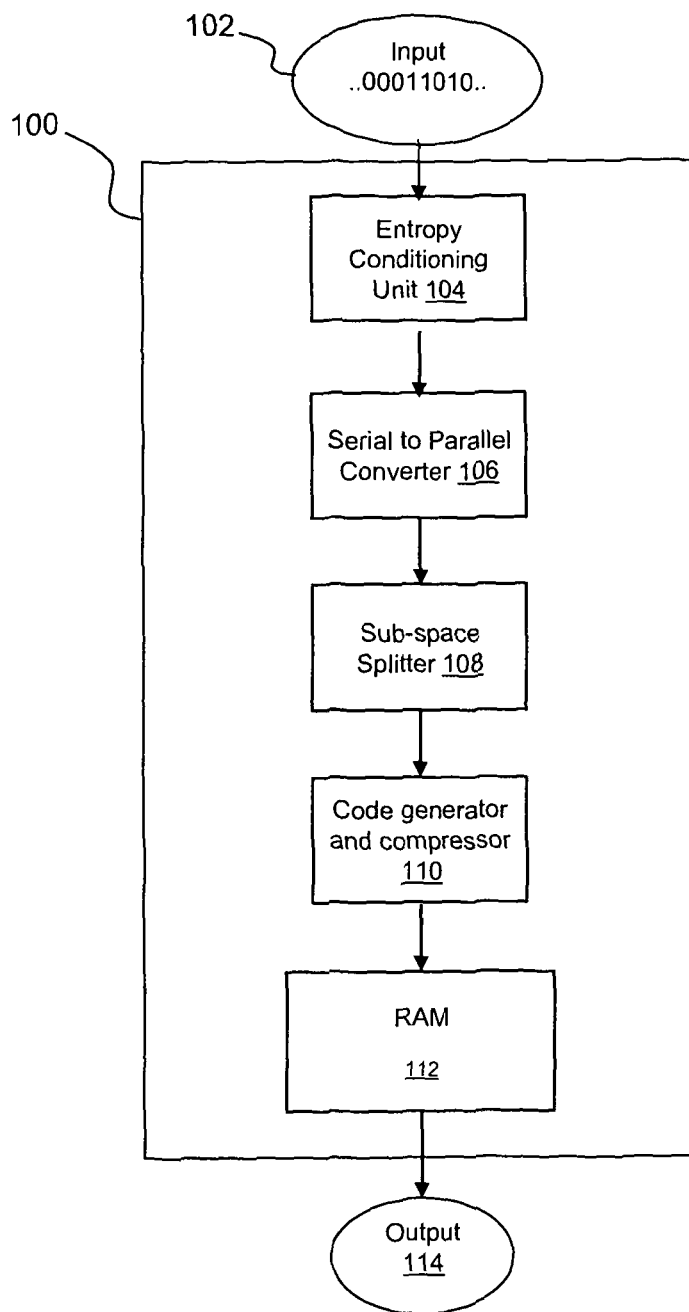 102
Input
..00011010..
100
Entropy
Conditioning
Unit 104
Serial to Parallel
Converter 106
Sub-space
Splitter 108
Code generator
and compressor
110
RAM
112
Output
114